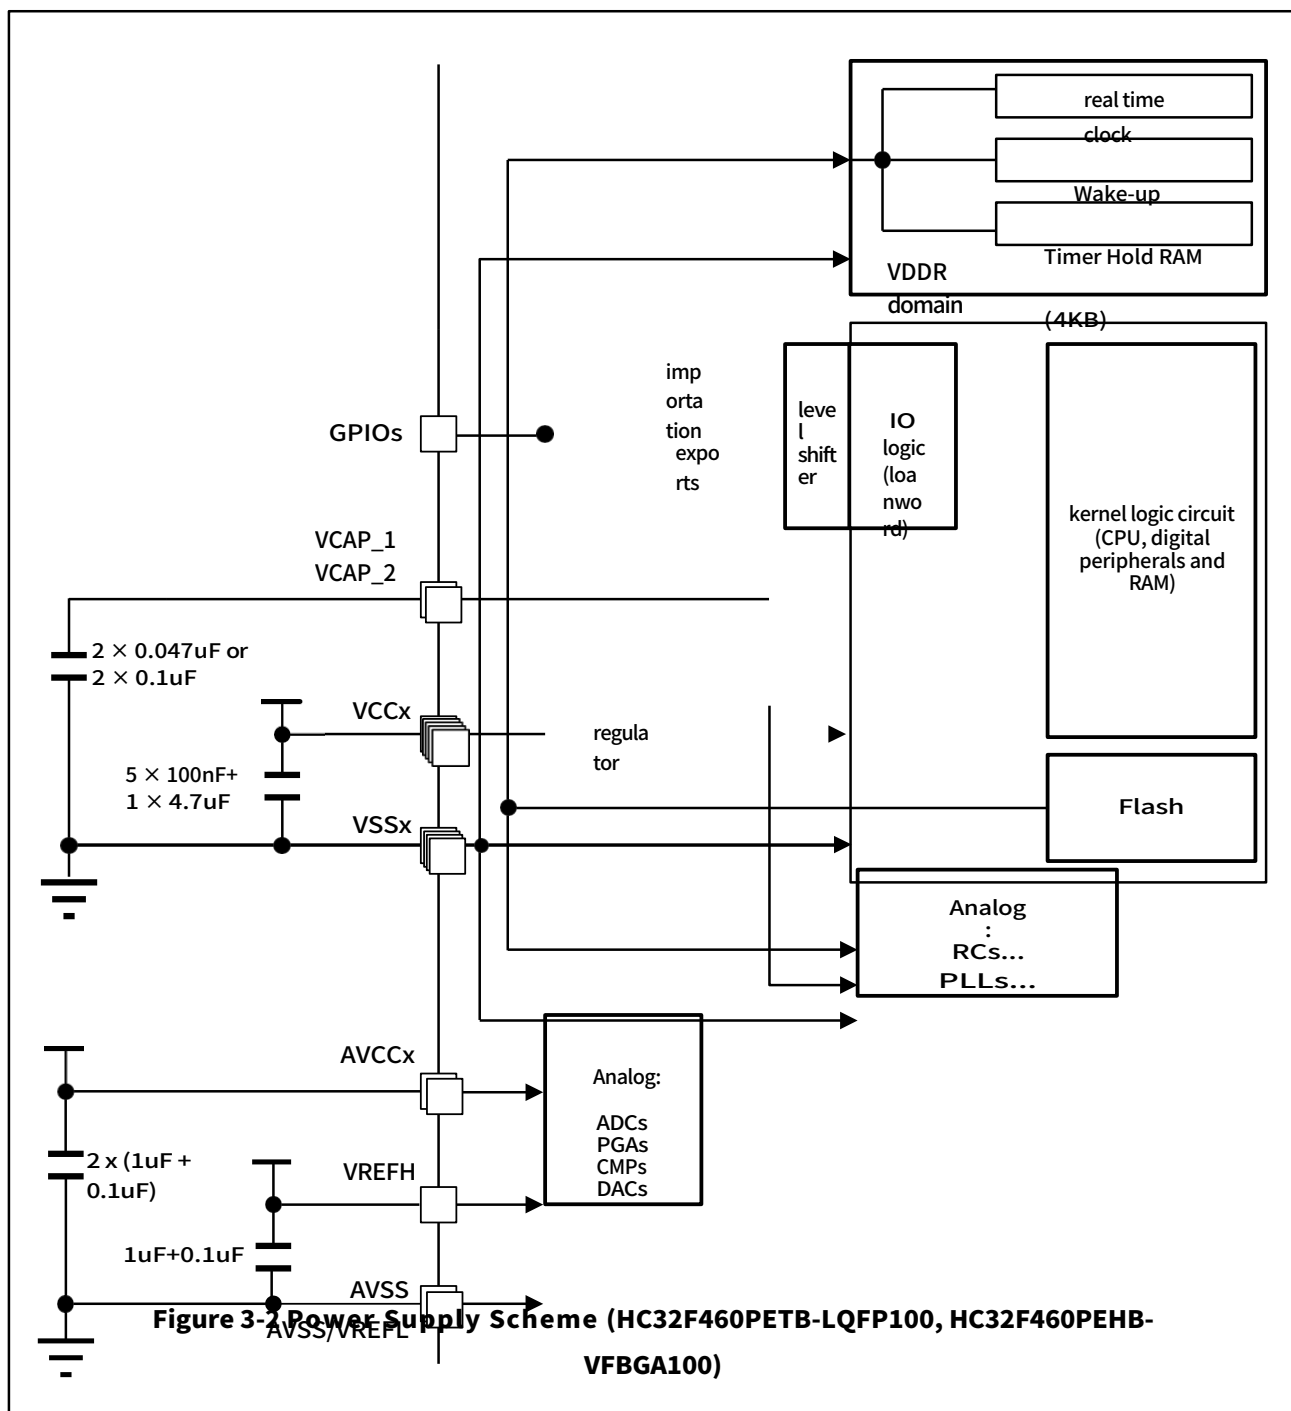 real time
clock
Wake-up
Timer Hold RAM
VDDR
domain
(4KB)
imp
orta
tion
expo
rts
leve
l
shift
er
IO
logic
(loa
nwo
rd)
GPIOs
kernel logic circuit
(CPU, digital
peripherals and
RAM)
VCAP_1
VCAP_2
2 × 0.047uF or
2 × 0.1uF
VCCx
regula
tor
5 × 100nF+
1 × 4.7uF
Flash
VSSx
Analog
:
RCs...
PLLs...
AVCCx
Analog:
ADCs
PGAs
CMPs
DACs
2 x (1uF +
0.1uF)
VREFH
1uF+0.1uF
AVSS
AVSS/VREFL
Figure 3-2 Power Supply Scheme (HC32F460PETB-LQFP100, HC32F460PEHB-
VFBGA100)